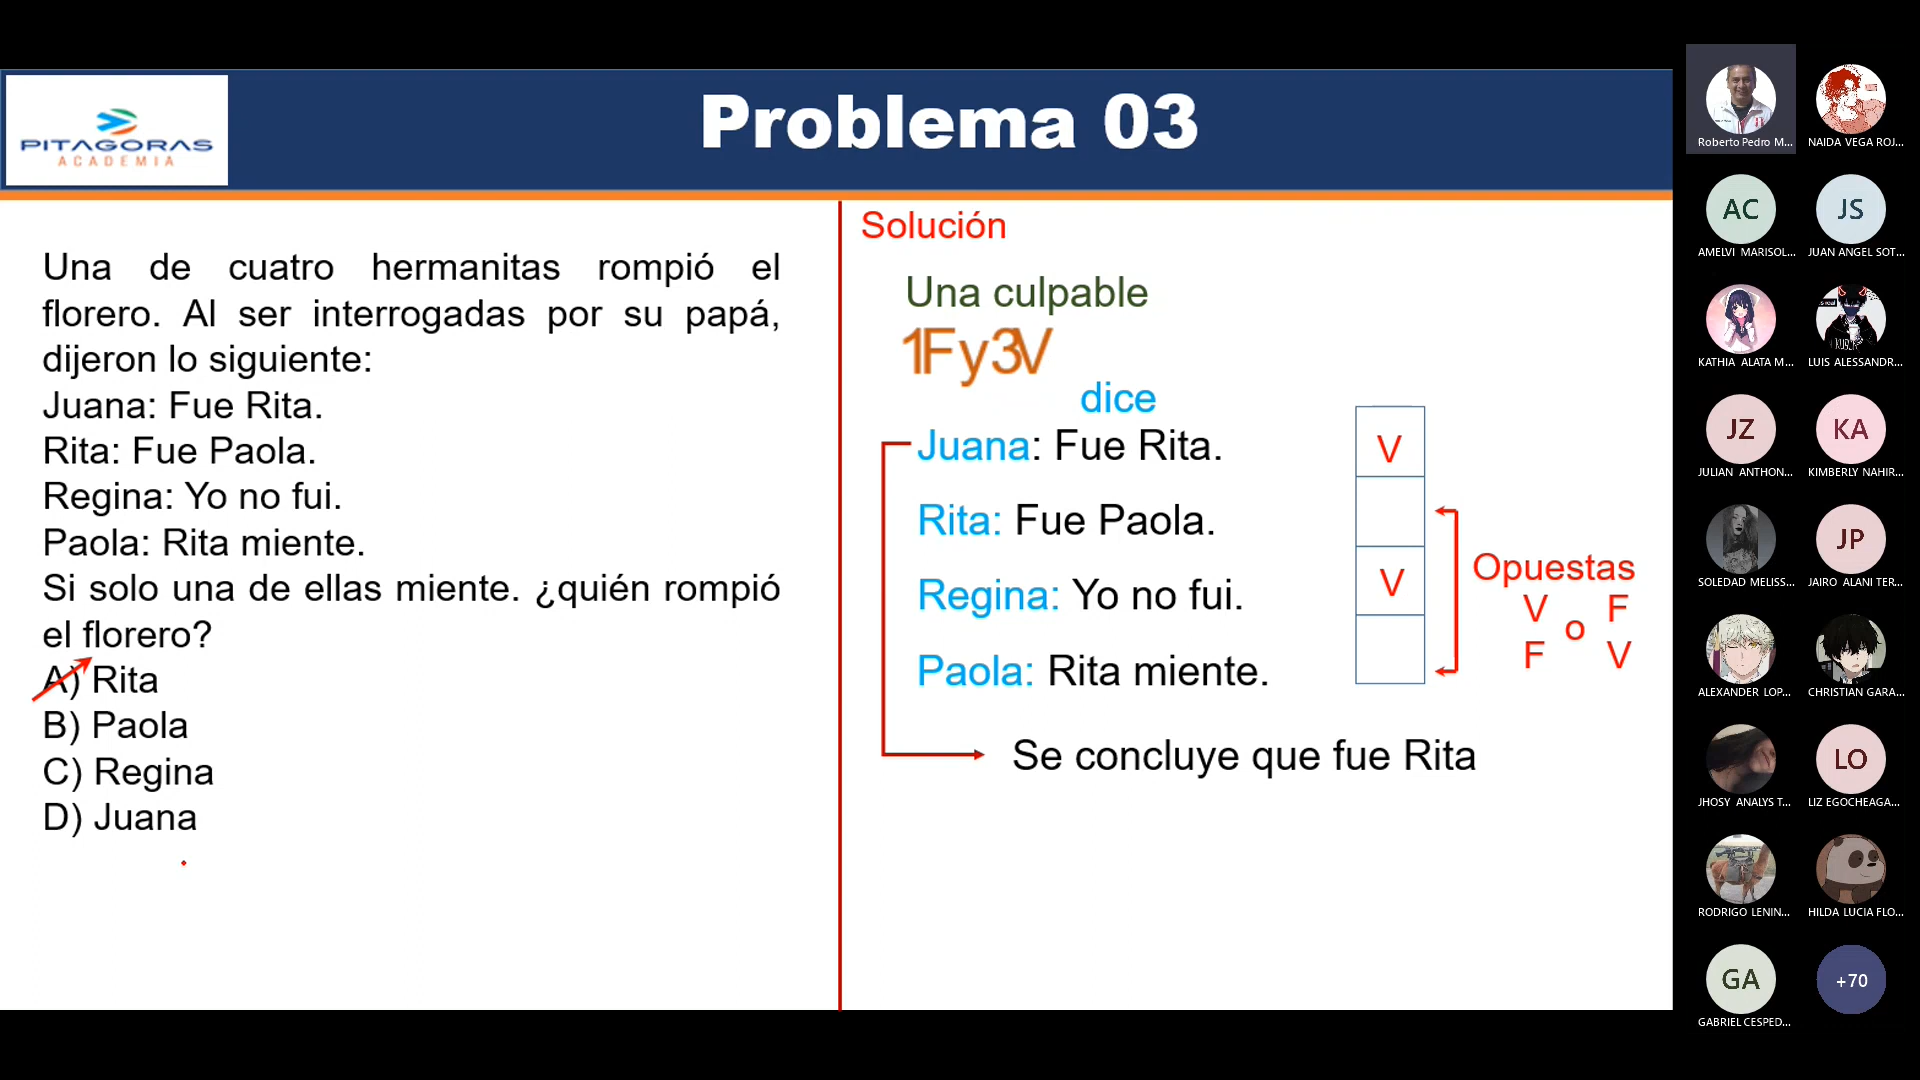 Problema 03
PITAGORAS
ACADEMIA
Una de cuatro hermanitas rompió el
florero. Al ser interrogadas por su papá,
dijeron lo siguiente:
Juana: Fue Rita.
Rita: Fue Paola.
Regina: Yo no fui.
Paola: Rita miente.
Si solo una de ellas miente. ¿quién rompió
el florero?
A) Rita
B) Paola
C) Regina
D) Juana
Solución
Una culpable
1Fy3V
dice
Juana: Fue Rita.
V
Rita: Fue Paola.
Regina: Yo no fui.
V
Paola: Rita miente.
Opuestas
V F
o
F V
Se concluye que fue Rita
Roberto Pedro M...
NAIDA VEGA ROJ...
AC
JS
AMELVI MARISOL...
JUAN ANGEL SOT...
KATHIA ALATA M...
LUIS ALESSANDR...
JZ
KA
JULIAN ANTHON...
KIMBERLY NAHIR...
JP
SOLEDAD MELISS...
JAIRO ALANI TER...
ALEXANDER LOP...
CHRISTIAN GARA...
LO
JHOSY ANALYS T...
LIZ EGOCHEAGA...
RODRIGO LENIN...
HILDA LUCIA FLO...
GA
+70
GABRIEL CESPED...